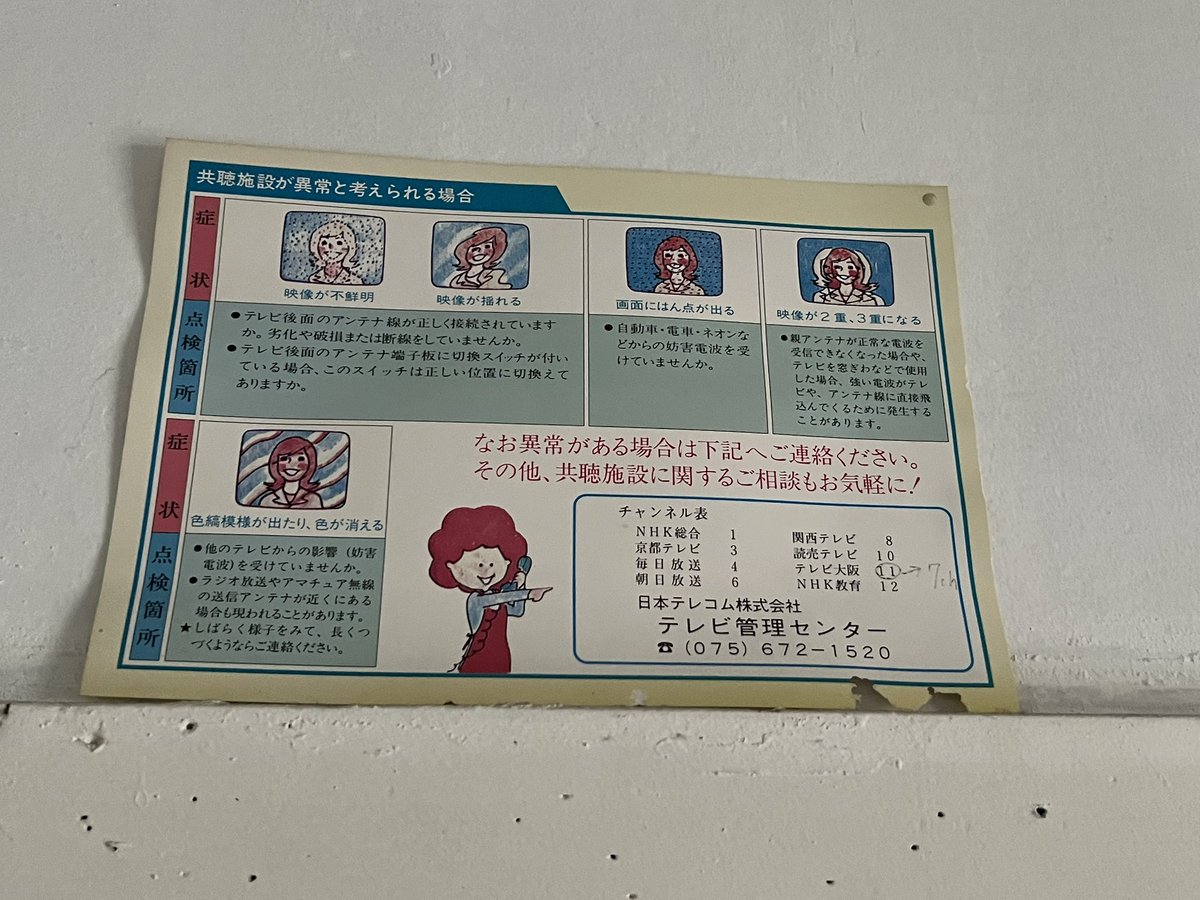 共聴施設が異常と考えられる場合
症状
映像が不鮮明
映像が揺れる
画面にはん点が出る
映像が2重、3重になる
点検箇所
●テレビ後面のアンテナ線が正しく接続されています
か。劣化や破損または断線をしていませんか。
●テレビ後面のアンテナ端子板に切換スイッチが付い
ている場合、このスイッチは正しい位置に切換えて
ありますか。
●自動車・電車・ネオンな
どからの妨害電波を受
けていませんか。
●親アンテナが正常な電波を
受信できなくなった場合や、
テレビを窓ぎわなどで使用
した場合、強い電波がテレ
ビや、アンテナ線に直接飛
込んでくるために発生する
ことがあります。
症状
色縞模様が出たり、色が消える
点検箇所
●他のテレビからの影響(妨害
電波)を受けていませんか。
●ラジオ放送やアマチュア無線
の送信アンテナが近くにある
場合も現われることがあります。
★しばらく様子をみて、長くつ
づくようならご連絡ください。
なお異常がある場合は下記へご連絡ください。
その他、共聴施設に関するご相談もお気軽に!
チャンネル表
NHK総合 1
京都テレビ 3
毎日放送 4
朝日放送 6
関西テレビ 8
読売テレビ 10
テレビ大阪 11→7ch
NHK教育 12
日本テレコム株式会社
テレビ管理センター
☎(075)672-1520